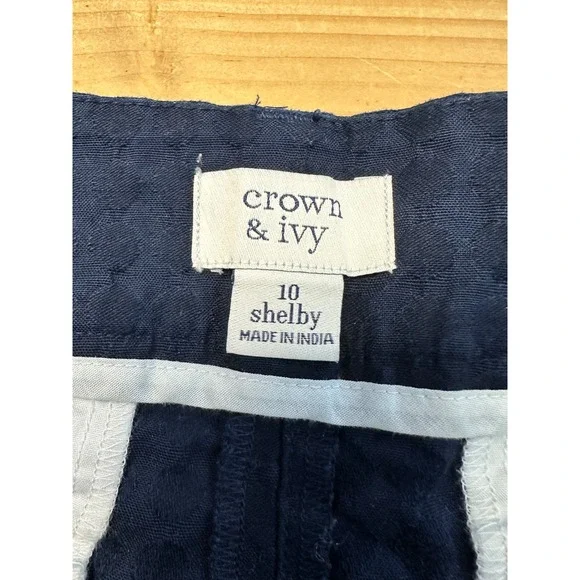 crown
& ivy
10
shelby
MADE IN INDIA